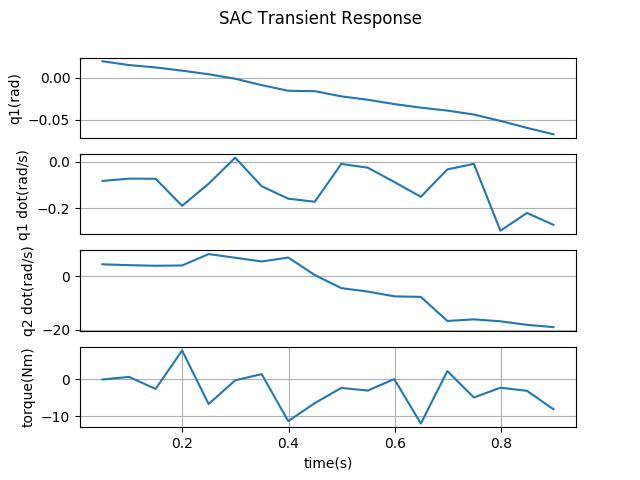 SAC Transient Response
q1(rad)
0.00
−0.05
q1 dot(rad/s)
0.0
−0.2
q2 dot(rad/s)
0
−20
torque(Nm)
0
−10
0.2 0.4 0.6 0.8
time(s)